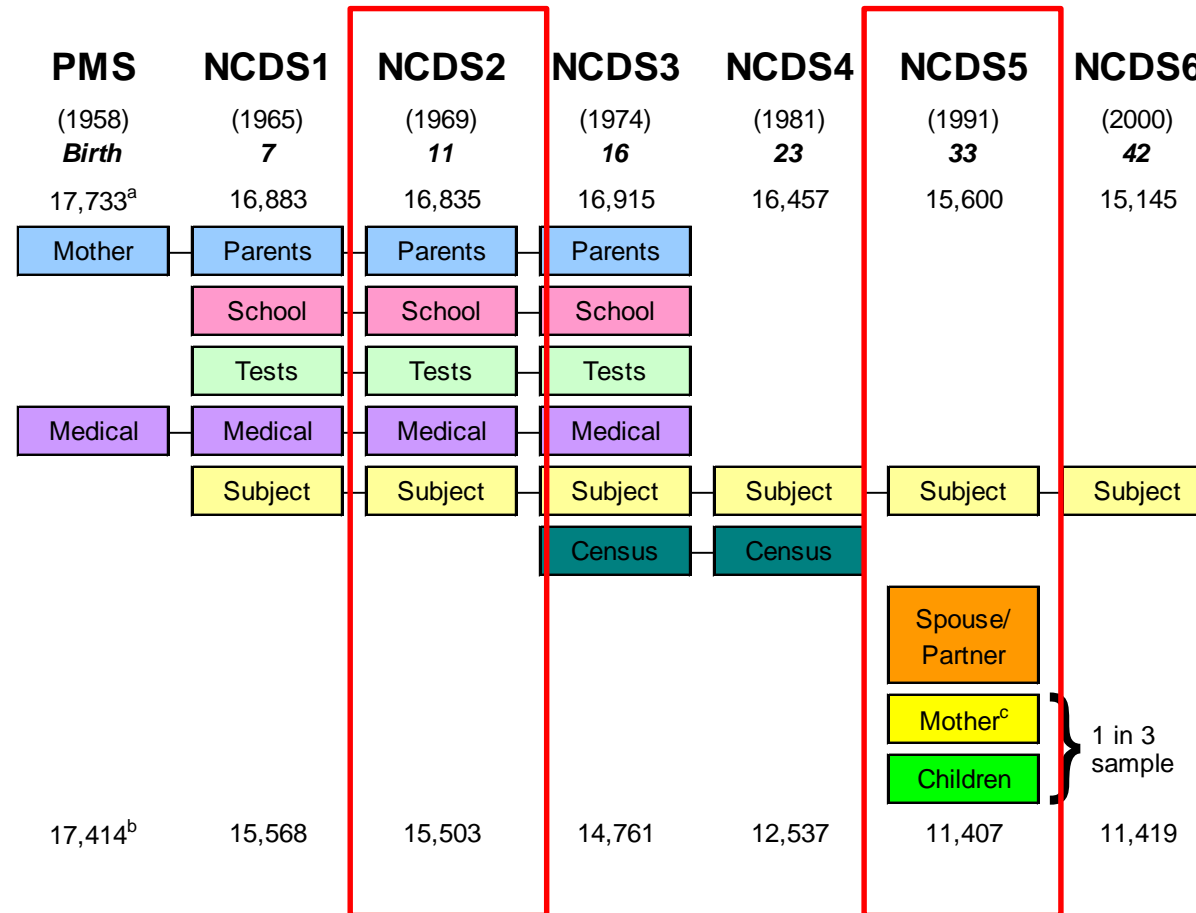 PMS NCDS1 NCDS2 NCDS3 NCDS4 NCDS5 NCDS6
(1958) (1965) (1969) (1974) (1981) (1991) (2000)
Birth 7 11 16 23 33 42
17,733a 16,883 16,835 16,915 16,457 15,600 15,145
Mother Parents Parents Parents
School School School
Tests Tests Tests
Medical Medical Medical Medical
Subject Subject Subject Subject Subject Subject
Census Census
Spouse/
Partner
Motherc
1 in 3
sample
Children
17,414b 15,568 15,503 14,761 12,537 11,407 11,419